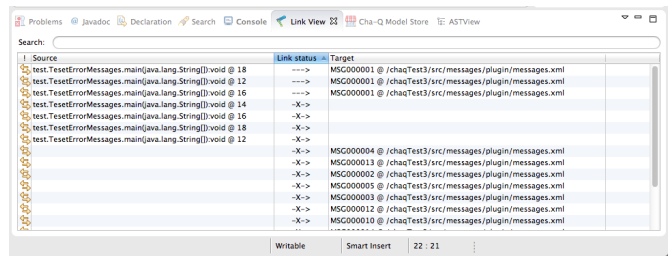 Problems @ Javadoc Declaration Search Console Link View Cha-Q Model Store ASTView
Search:
! Source Link status Target
test.TesetErrorMessages.main(java.lang.String[]):void @ 18 ---> MSG000001 @ /chaqTest3/src/messages/plugin/messages.xml
test.TesetErrorMessages.main(java.lang.String[]):void @ 12 ---> MSG000001 @ /chaqTest3/src/messages/plugin/messages.xml
test.TesetErrorMessages.main(java.lang.String[]):void @ 16 ---> MSG000001 @ /chaqTest3/src/messages/plugin/messages.xml
test.TesetErrorMessages.main(java.lang.String[]):void @ 14 -X->
test.TesetErrorMessages.main(java.lang.String[]):void @ 16 -X->
test.TesetErrorMessages.main(java.lang.String[]):void @ 18 -X->
test.TesetErrorMessages.main(java.lang.String[]):void @ 12 -X->
-X-> MSG000004 @ /chaqTest3/src/messages/plugin/messages.xml
-X-> MSG000013 @ /chaqTest3/src/messages/plugin/messages.xml
-X-> MSG000002 @ /chaqTest3/src/messages/plugin/messages.xml
-X-> MSG000005 @ /chaqTest3/src/messages/plugin/messages.xml
-X-> MSG000003 @ /chaqTest3/src/messages/plugin/messages.xml
-X-> MSG000012 @ /chaqTest3/src/messages/plugin/messages.xml
-X-> MSG000010 @ /chaqTest3/src/messages/plugin/messages.xml
Writable Smart Insert 22 : 21